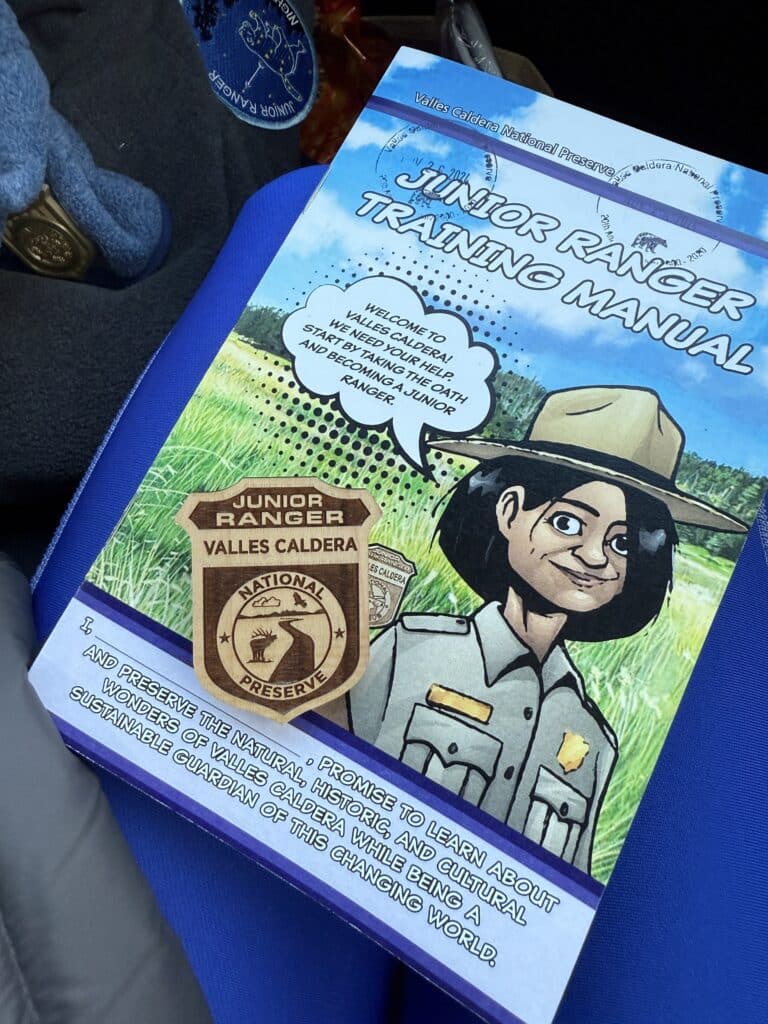 JUNIOR RANGER
Valles Caldera National Preserve
JUNIOR RANGER
TRAINING MANUAL
WELCOME TO
VALLES CALDERA!
WE NEED YOUR HELP.
START BY TAKING THE OATH
AND BECOMING A JUNIOR
RANGER.
JUNIOR
RANGER
VALLES CALDERA
NATIONAL
PRESERVE
I, , PROMISE TO LEARN ABOUT
AND PRESERVE THE NATURAL, HISTORIC, AND CULTURAL
WONDERS OF VALLES CALDERA WHILE BEING A
SUSTAINABLE GUARDIAN OF THIS CHANGING WORLD.